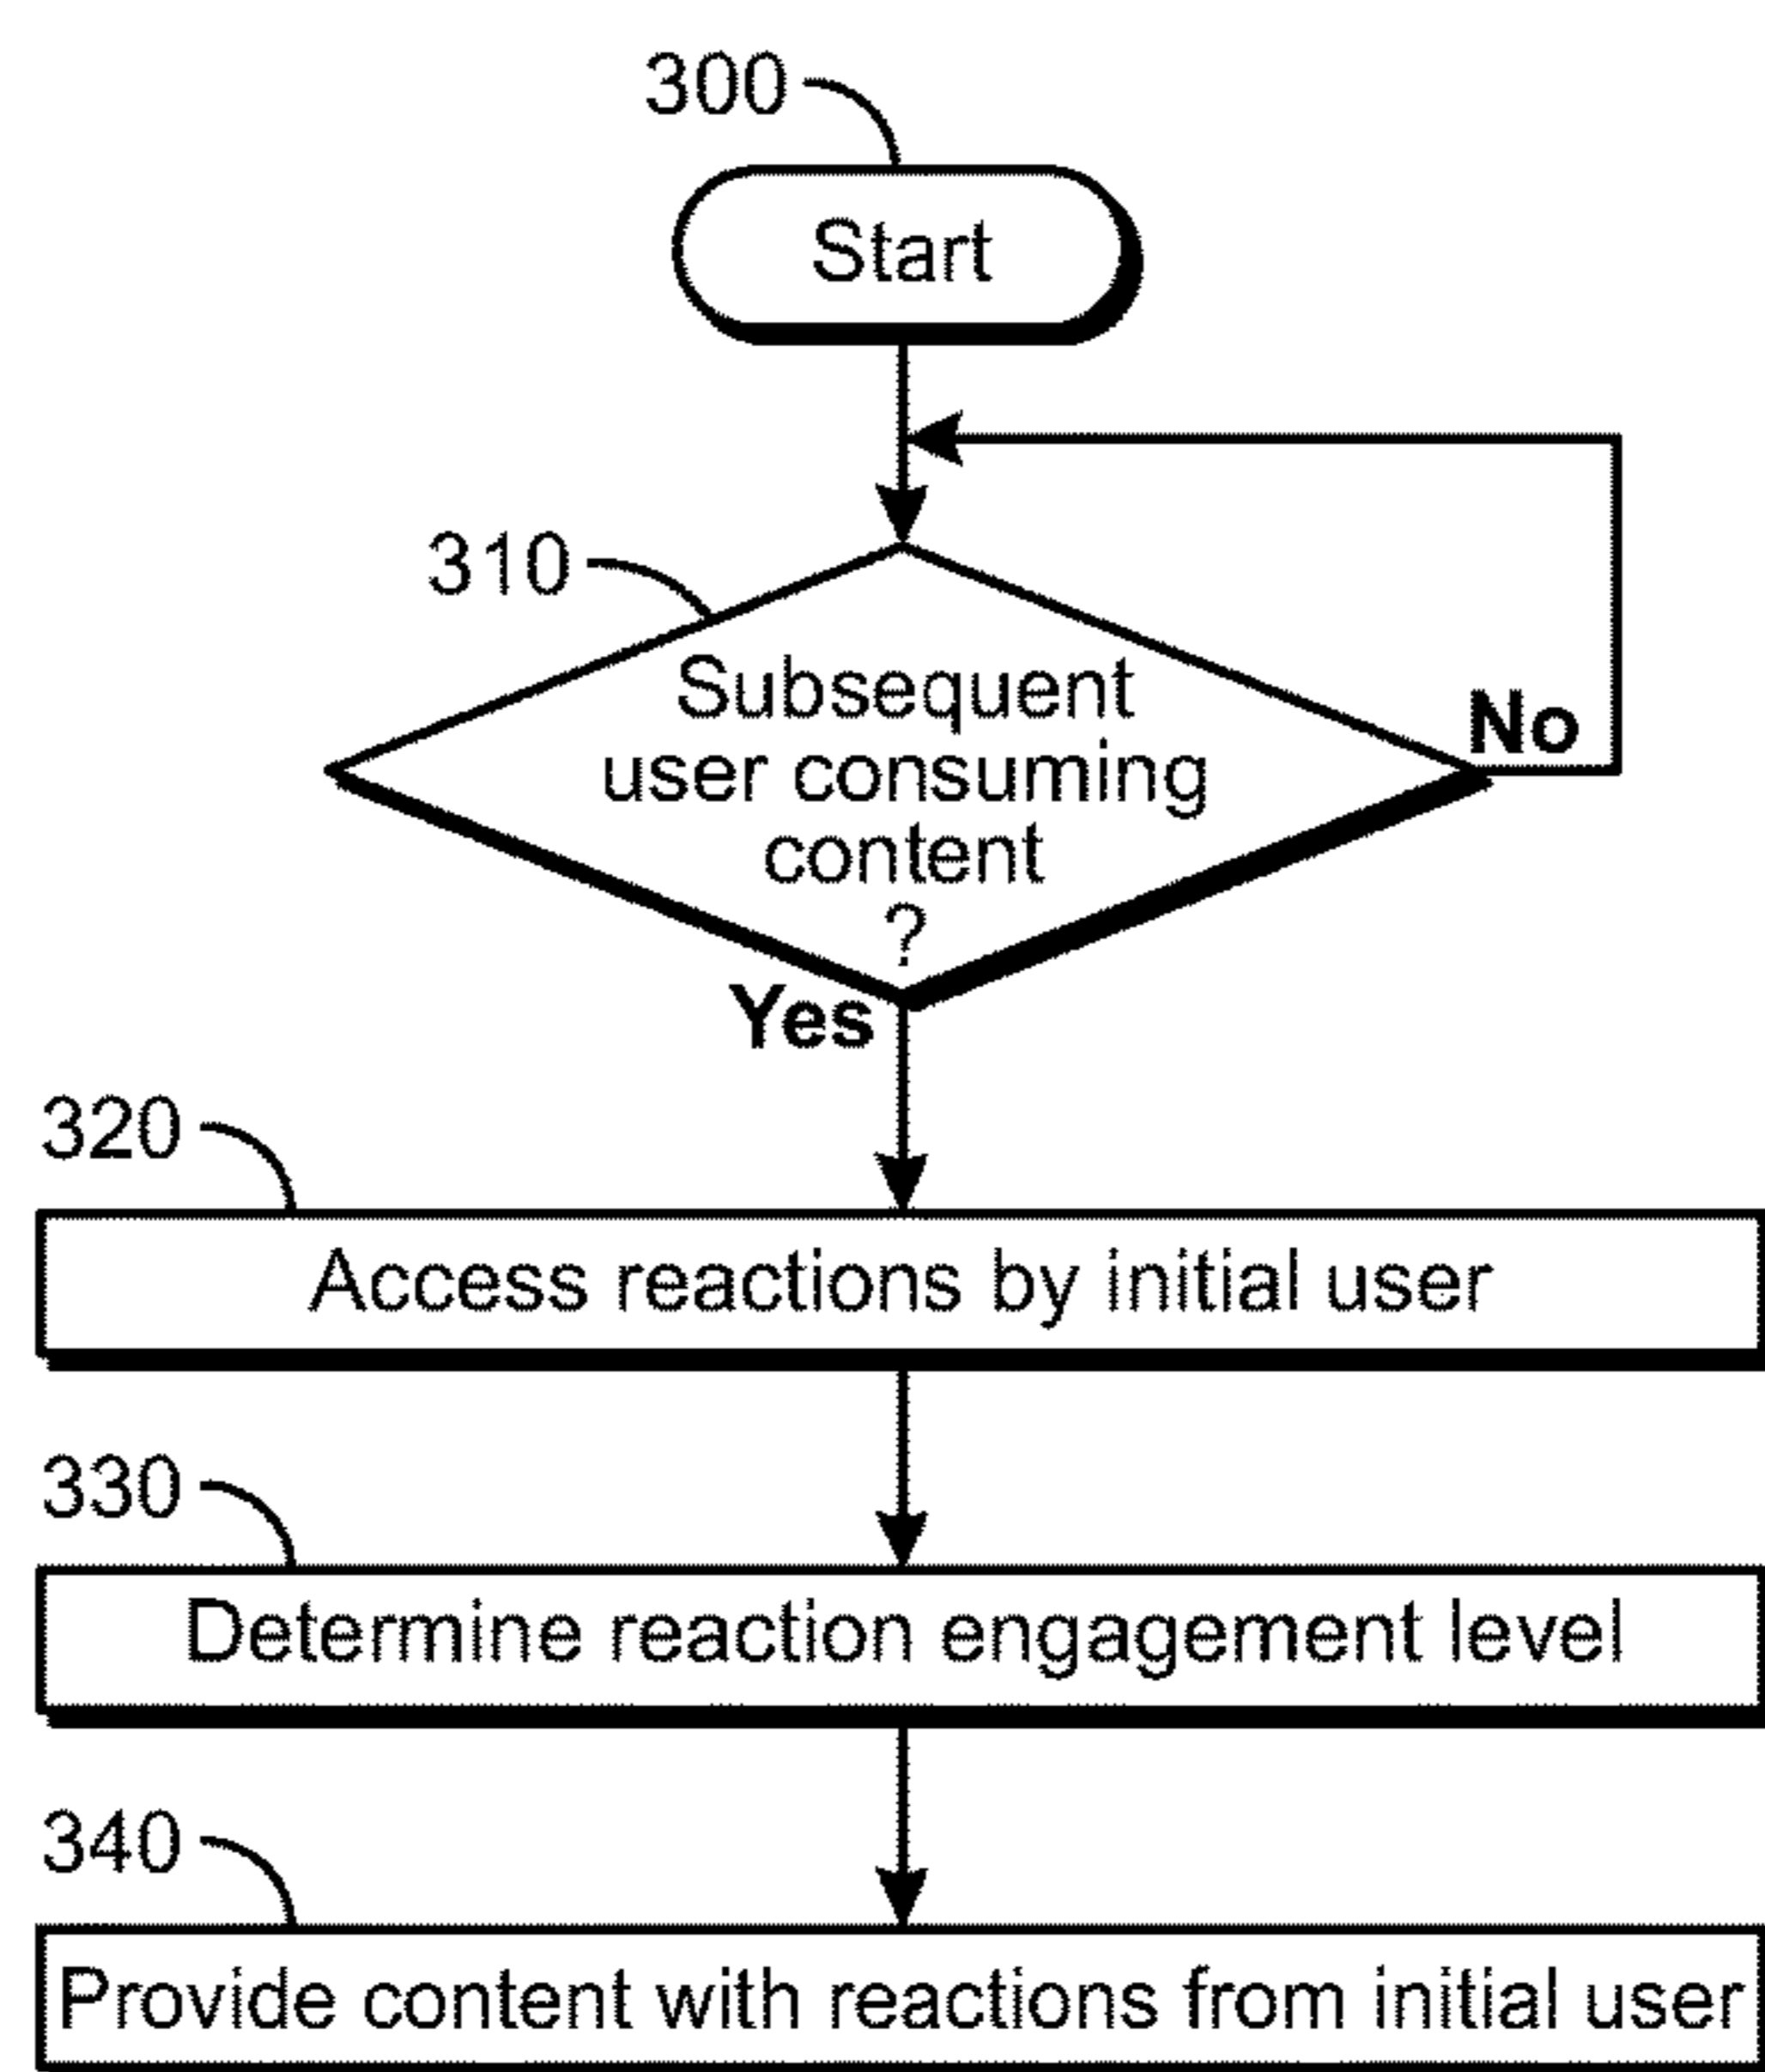 300
Start
310
Subsequent
user consuming
content
?
No
Yes
320
Access reactions by initial user
330
Determine reaction engagement level
340
Provide content with reactions from initial user